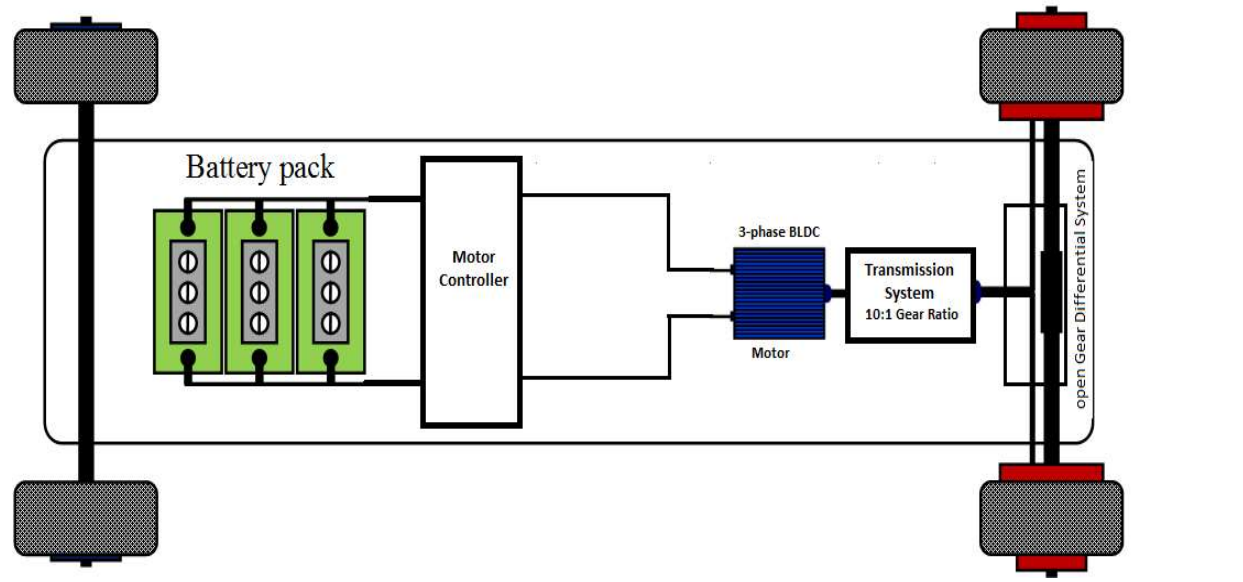 Battery pack
Motor
Controller
3-phase BLDC
Motor
Transmission
System
10:1 Gear Ratio
open Gear Differential System